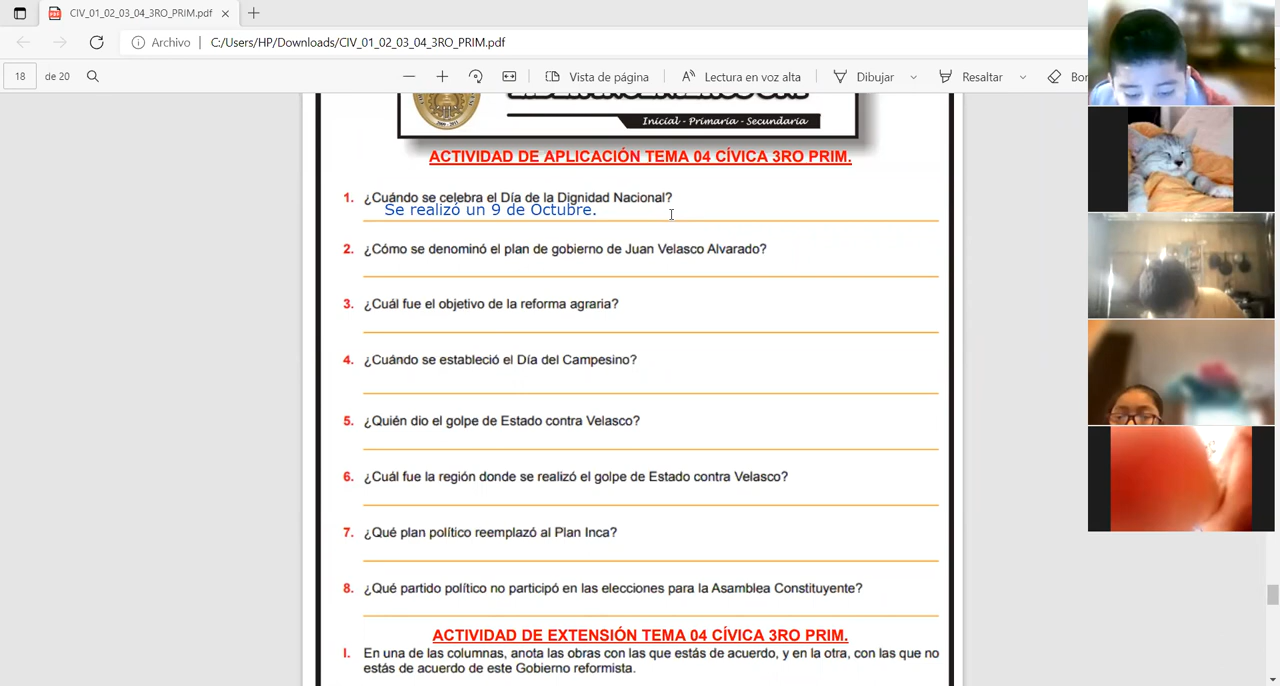 CIV_01_02_03_04_3RO_PRIM.pdf
Archivo C:/Users/HP/Downloads/CIV_01_02_03_04_3RO_PRIM.pdf
18 de 20 Vista de página Lectura en voz alta Dibujar Resaltar
Inicial - Primaria - Secundaria
ACTIVIDAD DE APLICACIÓN TEMA 04 CÍVICA 3RO PRIM.
1. ¿Cuándo se celebra el Día de la Dignidad Nacional?
Se realizó un 9 de Octubre.
2. ¿Cómo se denominó el plan de gobierno de Juan Velasco Alvarado?
3. ¿Cuál fue el objetivo de la reforma agraria?
4. ¿Cuándo se estableció el Día del Campesino?
5. ¿Quién dio el golpe de Estado contra Velasco?
6. ¿Cuál fue la región donde se realizó el golpe de Estado contra Velasco?
7. ¿Qué plan político reemplazó al Plan Inca?
8. ¿Qué partido político no participó en las elecciones para la Asamblea Constituyente?
ACTIVIDAD DE EXTENSIÓN TEMA 04 CÍVICA 3RO PRIM.
I. En una de las columnas, anota las obras con las que estás de acuerdo, y en la otra, con las que no
estás de acuerdo de este Gobierno reformista.